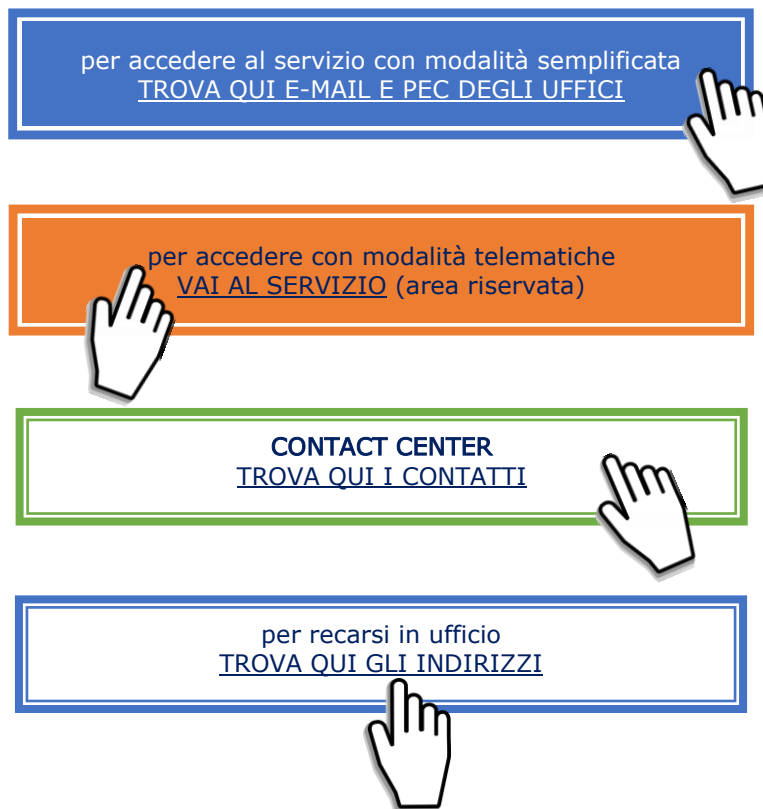 per accedere al servizio con modalità semplificata
TROVA QUI E-MAIL E PEC DEGLI UFFICI
per accedere con modalità telematiche
VAI AL SERVIZIO (area riservata)
CONTACT CENTER
TROVA QUI I CONTATTI
per recarsi in ufficio
TROVA QUI GLI INDIRIZZI